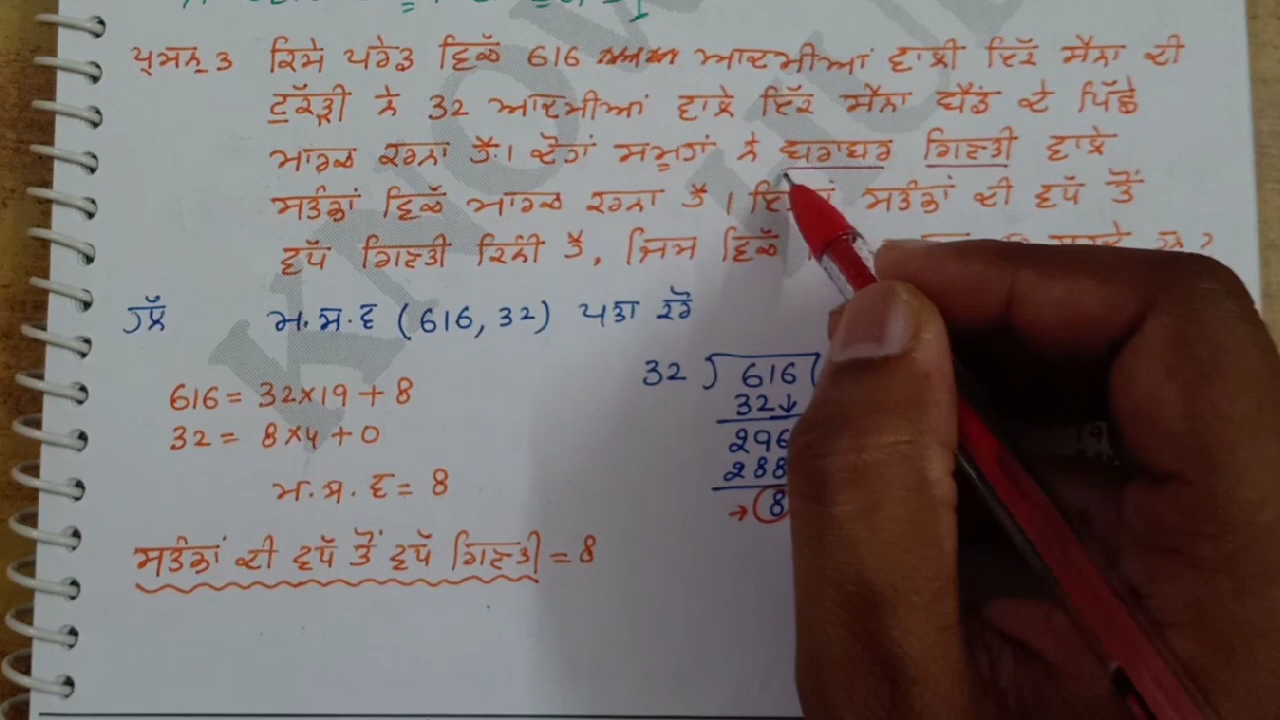 ਪ੍ਰਸ਼ਨ 3 ਕਿਸੇ ਪਰੇਡ ਵਿੱਚ 616 ਆਦਮੀਆਂ ਵਾਲੀ ਇੱਕ ਸੈਨਾ ਦੀ
ਟੁੱਕੜੀ ਨੇ 32 ਆਦਮੀਆਂ ਵਾਲੇ ਇੱਕ ਸੈਨਾ ਬੈਂਡ ਦੇ ਪਿੱਛੇ
ਮਾਰਚ ਕਰਨਾ ਹੈ। ਦੋਹਾਂ ਸਮੂਹਾਂ ਨੇ ਬਰਾਬਰ ਗਿਣਤੀ ਵਾਲੇ
ਸਤੰਭਾਂ ਵਿੱਚ ਮਾਰਚ ਕਰਨਾ ਹੈ। ਸਤੰਭਾਂ ਦੀ ਵਧ ਤੋਂ
ਵੱਧ ਗਿਣਤੀ ਕਿੰਨੀ ਹੈ, ਜਿਸ ਵਿੱਚ
ਹੱਲ ਮ.ਸ.ਵ (616, 32) ਪਤਾ ਕਰੋ
616 = 32×19 + 8
32 = 8×4 + 0
ਮ.ਸ.ਵ = 8
32 ) 616 (
32↓
296
288
→ 8
ਸਤੰਭਾਂ ਦੀ ਵਧ ਤੋਂ ਵੱਧ ਗਿਣਤੀ = 8